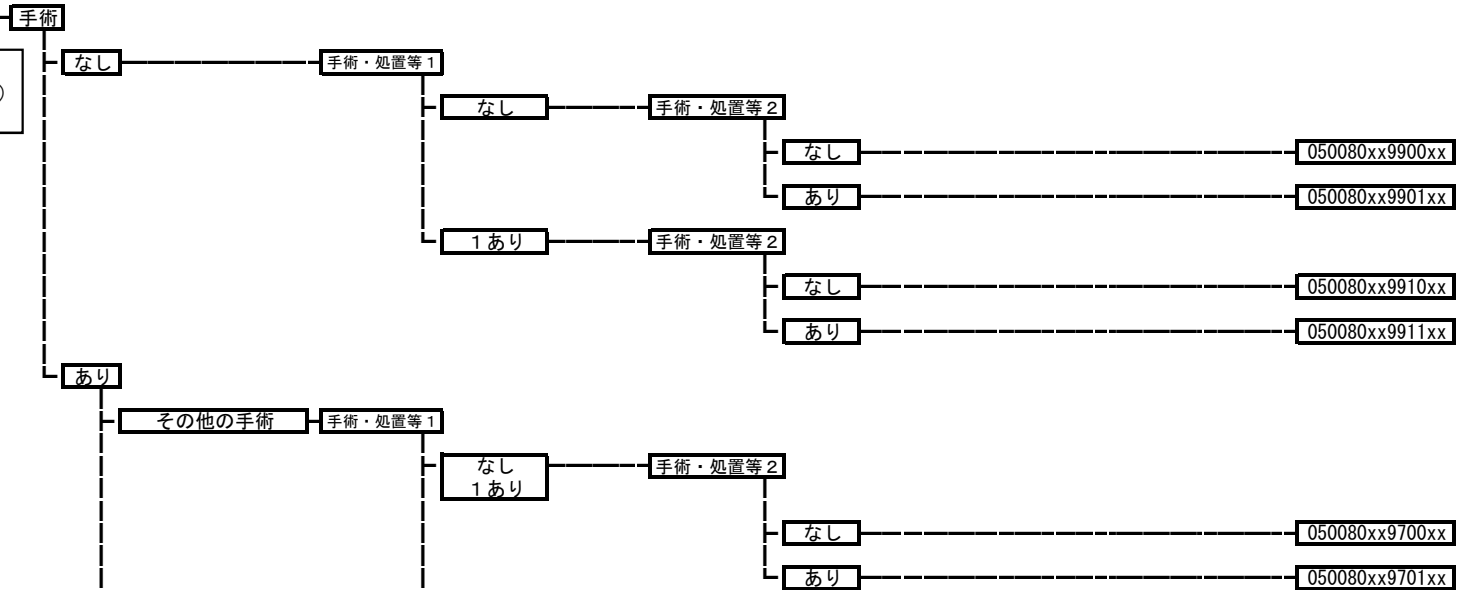 手術
)
なし 手術・処置等1
なし 手術・処置等2
なし 050080xx9900xx
あり 050080xx9901xx
1あり 手術・処置等2
なし 050080xx9910xx
あり 050080xx9911xx
あり
その他の手術 手術・処置等1
なし 手術・処置等2
1あり
なし 050080xx9700xx
あり 050080xx9701xx